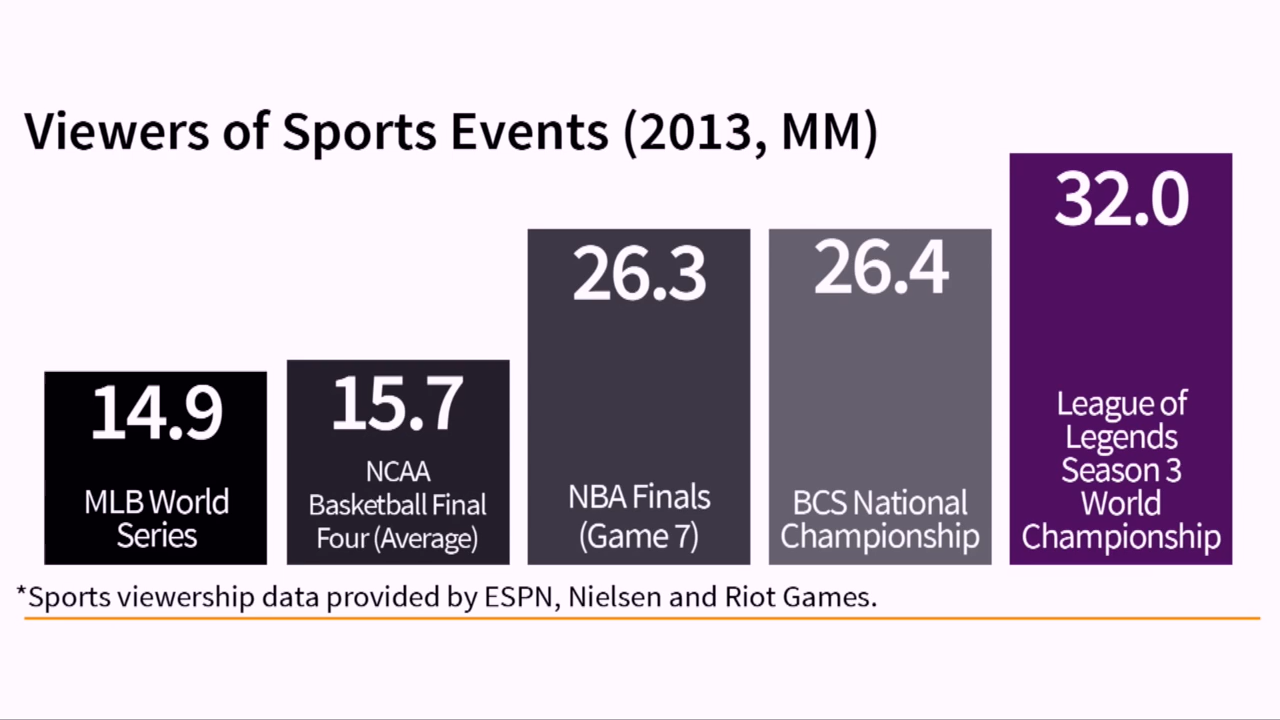 Viewers of Sports Events (2013, MM)
14.9
MLB World
Series
15.7
NCAA
Basketball Final
Four (Average)
26.3
NBA Finals
(Game 7)
26.4
BCS National
Championship
32.0
League of
Legends
Season 3
World
Championship
*Sports viewership data provided by ESPN, Nielsen and Riot Games.